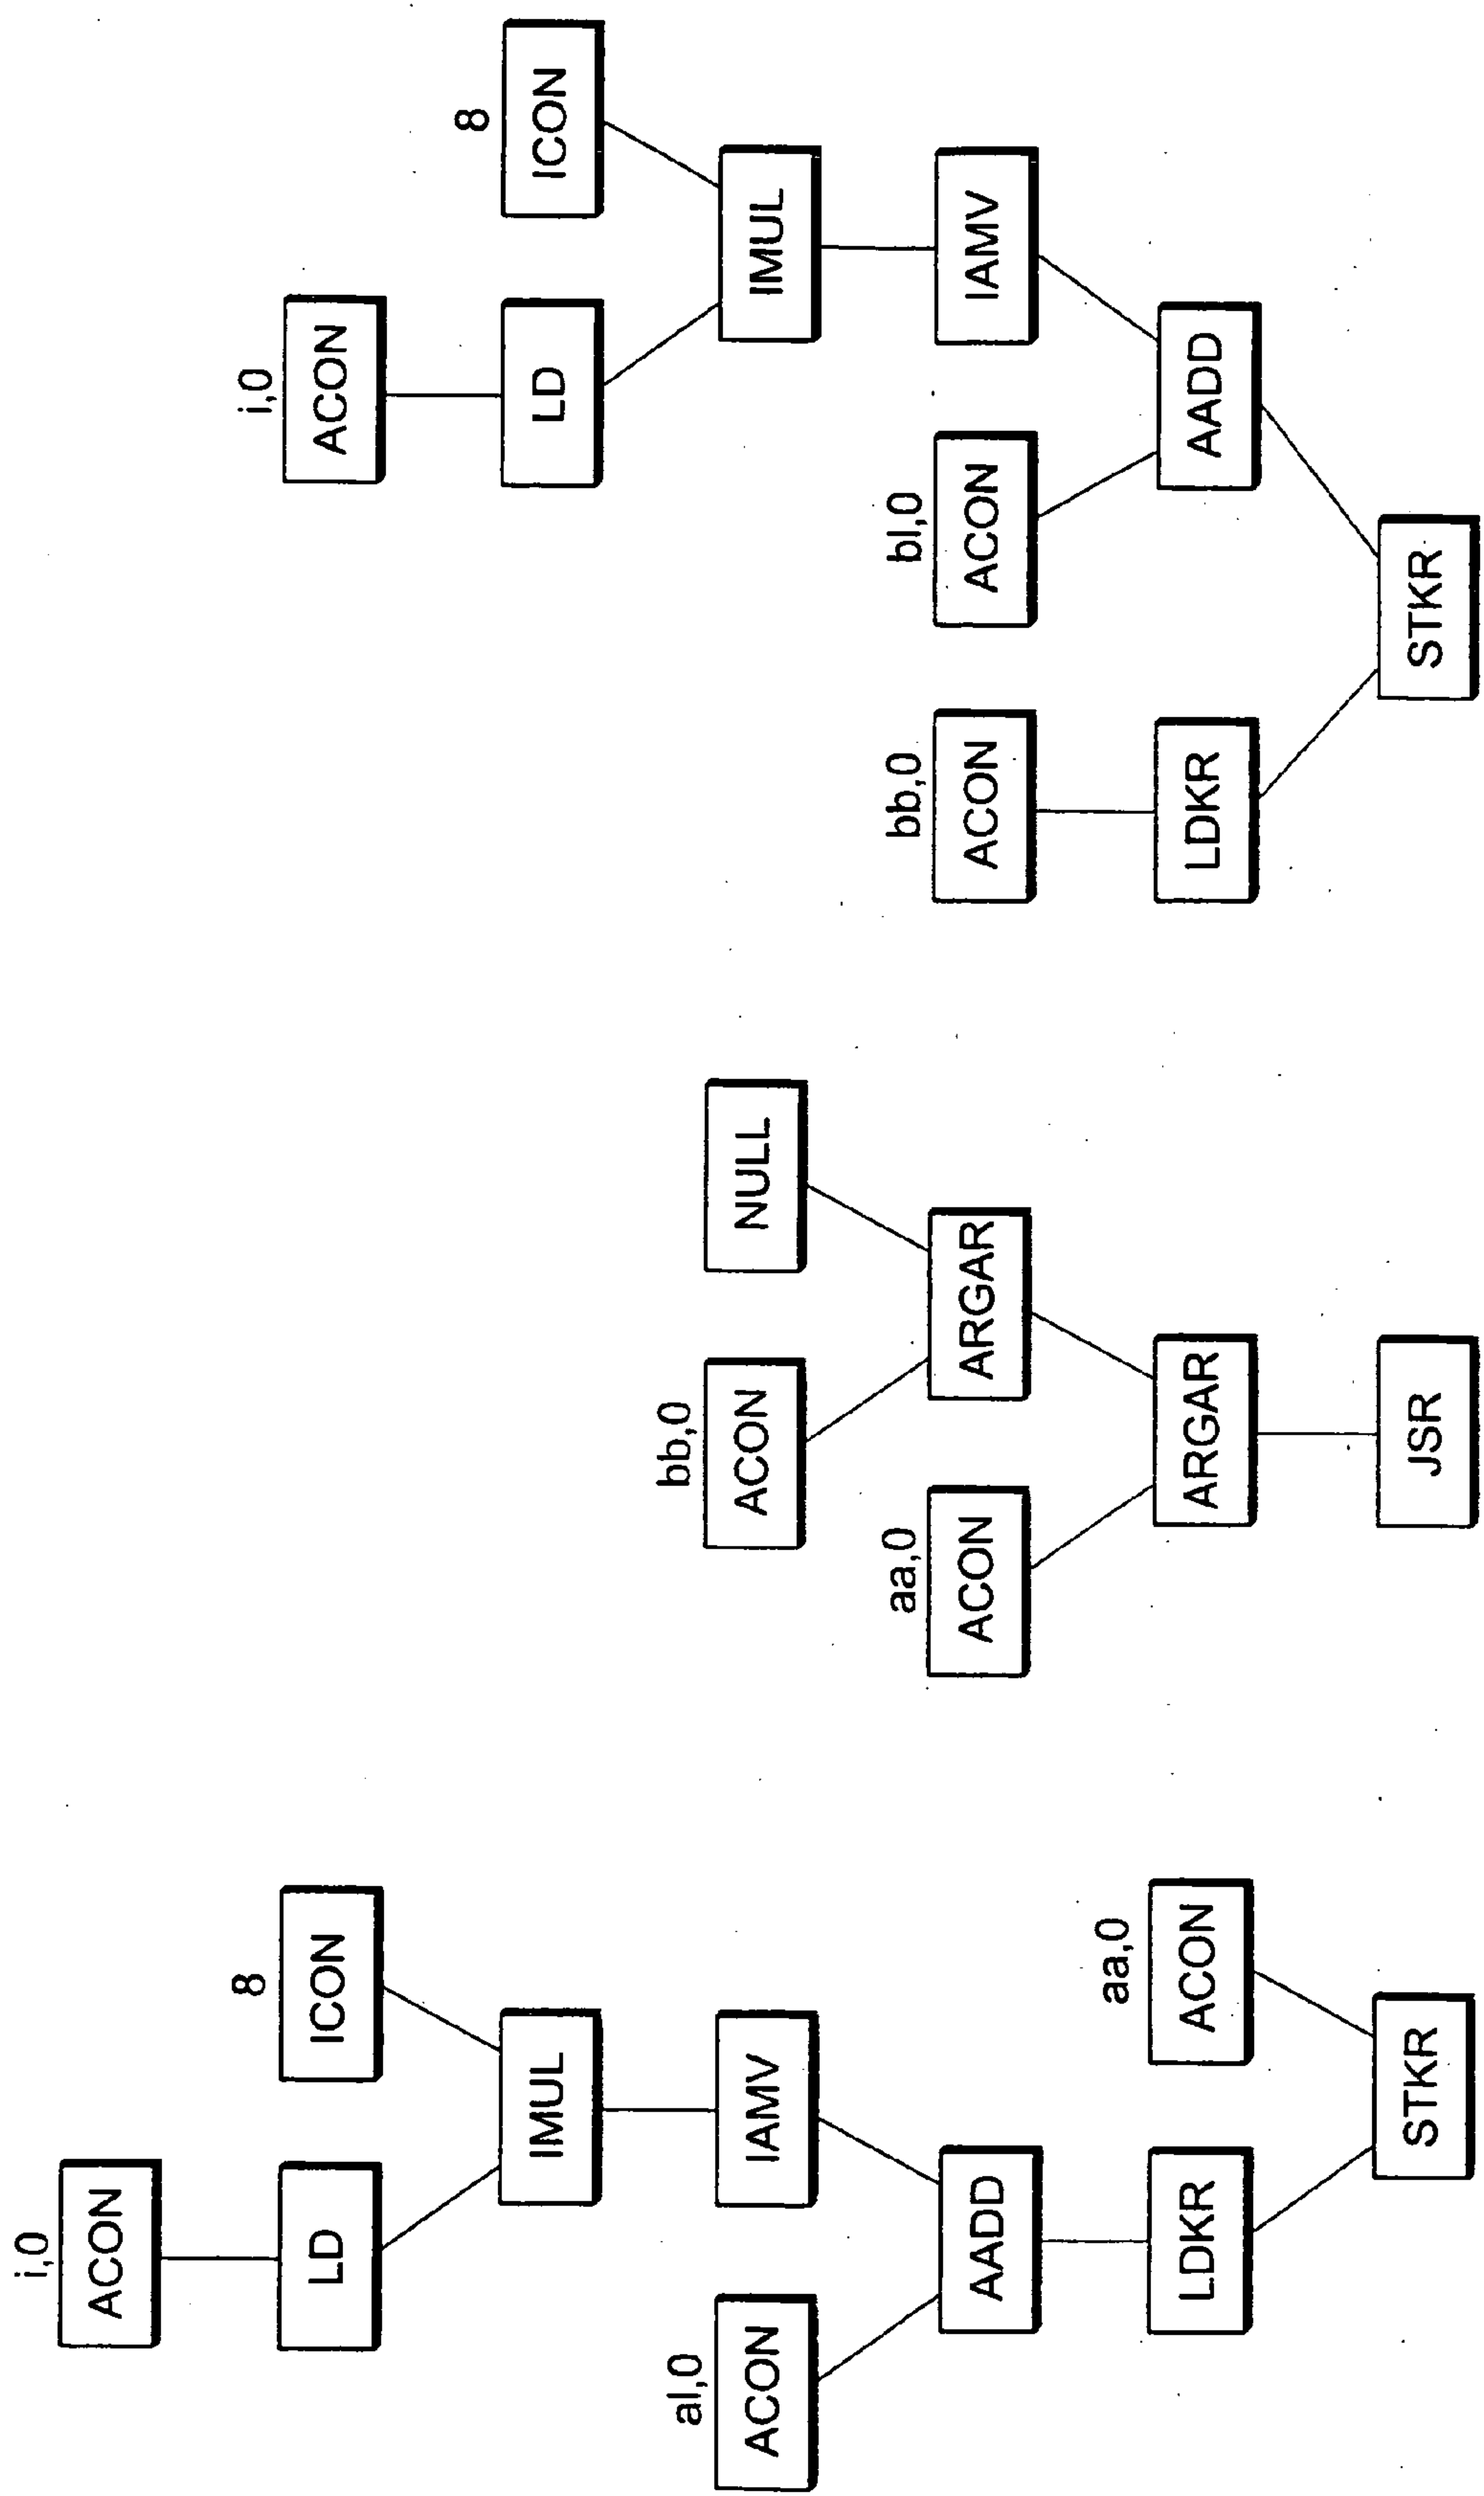 i,0
ACON
8
LD
ICON
IMUL
al,0
ACON
IAMV
AADD
aa,0
LDKR
ACON
STKR
bb,0
ACON
NULL
aa,0
ACON
ARGAR
ARGAR
JSR
i,0
ACON
8
LD
ICON
IMUL
bb,0
bl,0
ACON
ACON
IAMV
LDKR
AADD
STKR